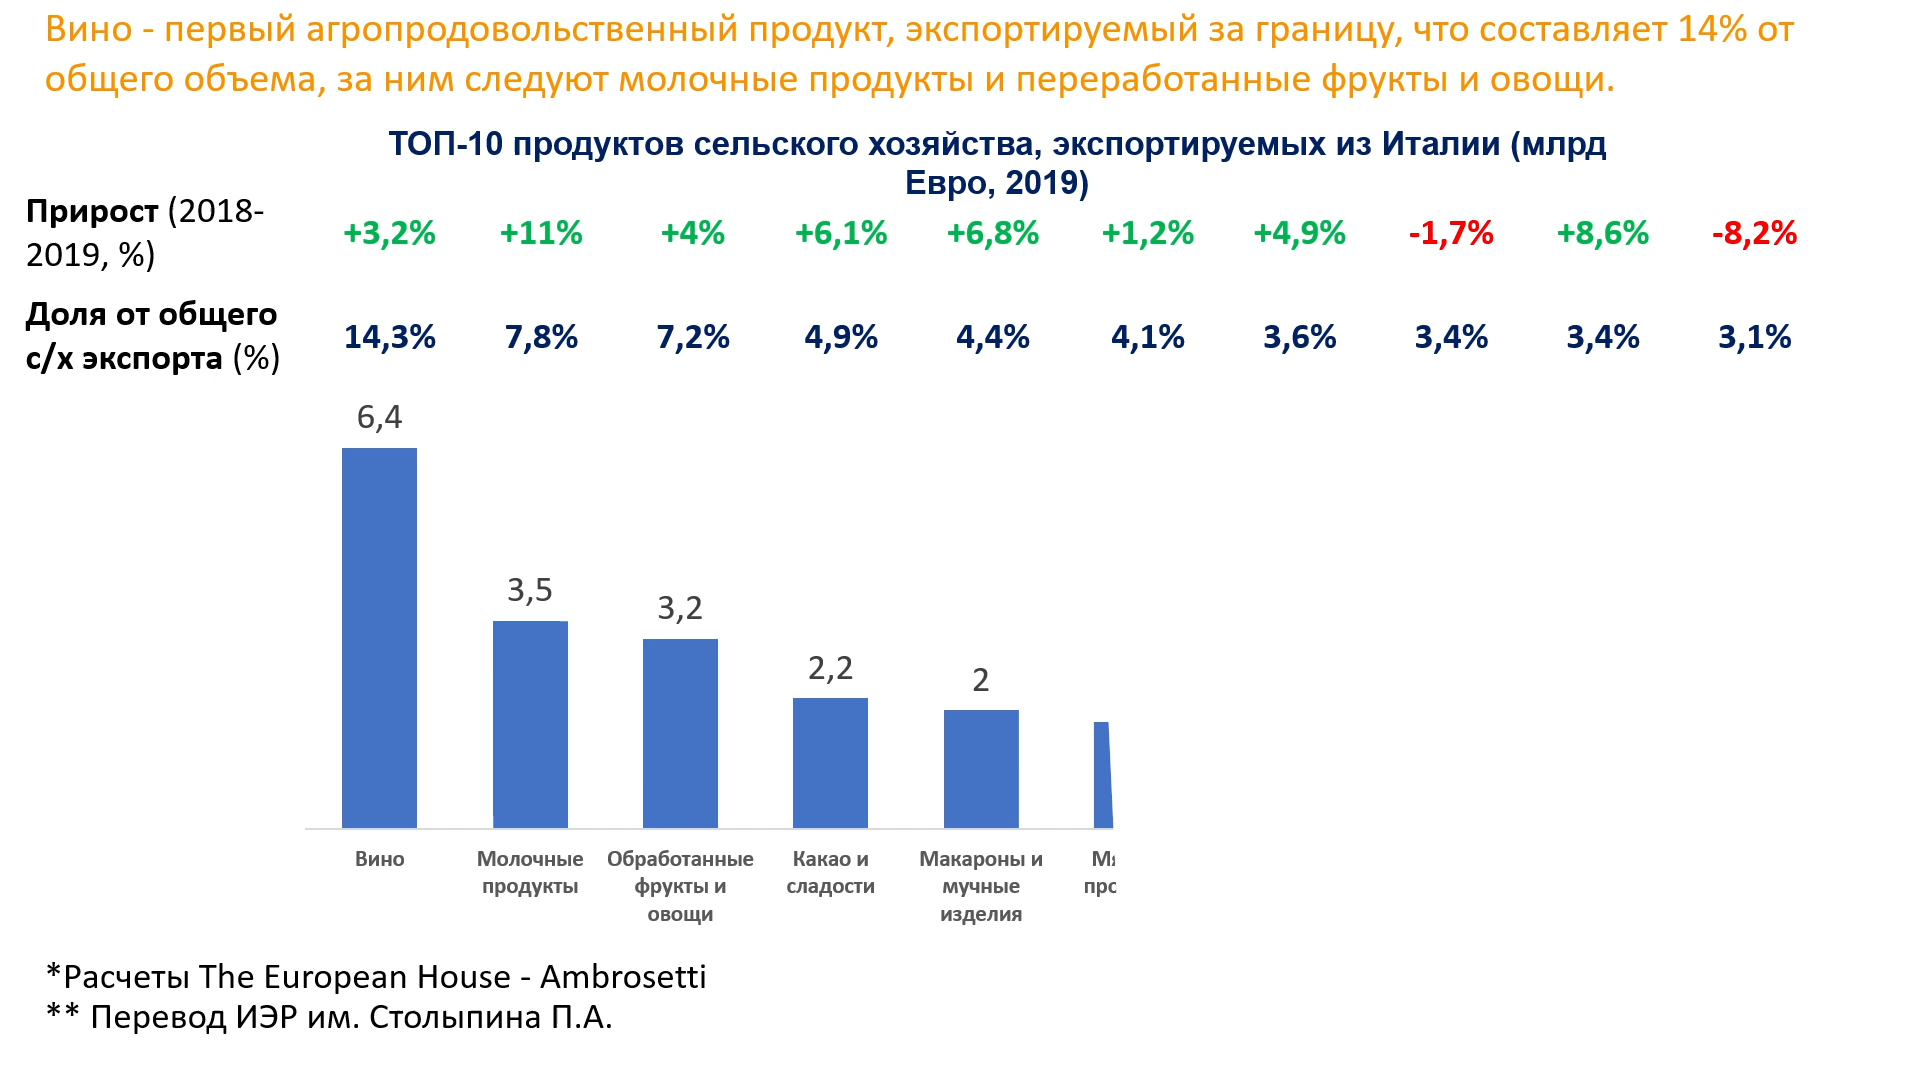 Вино - первый агропродовольственный продукт, экспортируемый за границу, что составляет 14% от
общего объема, за ним следуют молочные продукты и переработанные фрукты и овощи.
ТОП-10 продуктов сельского хозяйства, экспортируемых из Италии (млрд
Евро, 2019)
Прирост (2018-
2019, %)
+3,2% +11% +4% +6,1% +6,8% +1,2% +4,9% -1,7% +8,6% -8,2%
Доля от общего
с/х экспорта (%)
14,3% 7,8% 7,2% 4,9% 4,4% 4,1% 3,6% 3,4% 3,4% 3,1%
6,4
3,5
3,2
2,2
2
Вино
Молочные
продукты
Обработанные
фрукты и
овощи
Какао и
сладости
Макароны и
мучные
изделия
*Расчеты The European House - Ambrosetti
** Перевод ИЭР им. Столыпина П.А.